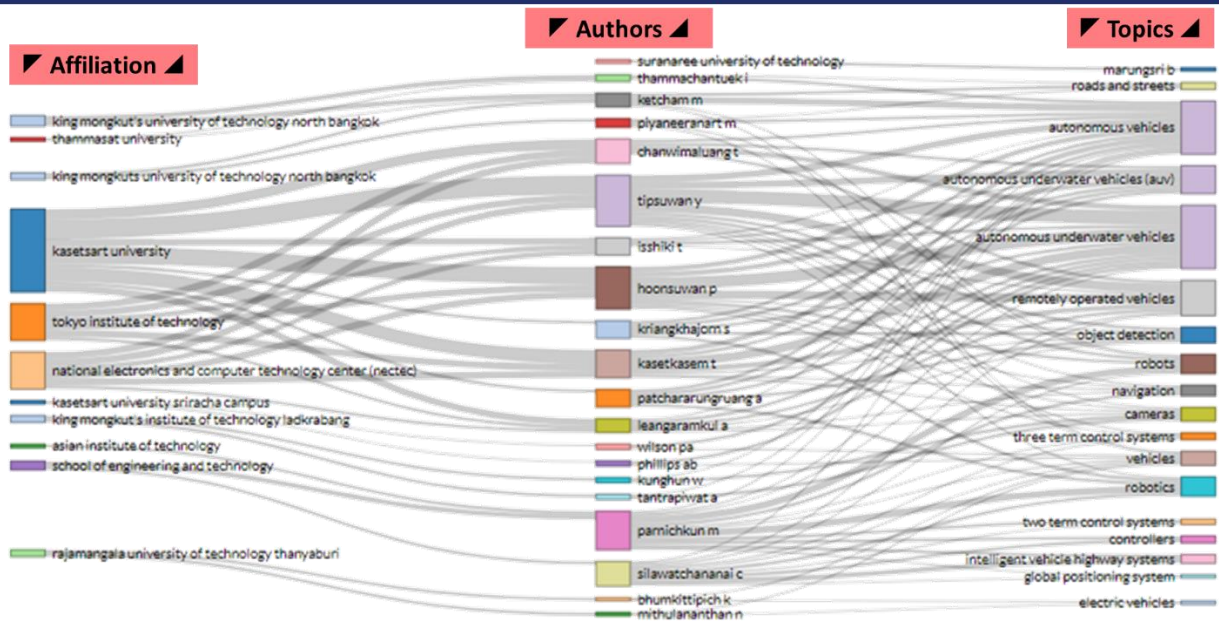 Affiliation
Authors
Topics
king mongkut's university of technology north bangkok
thammasat university
king mongkuts university of technology north bangkok
kasetsart university
tokyo institute of technology
national electronics and computer technology center (nectec)
kasetsart university sriracha campus
king mongkut's institute of technology ladkrabang
asian institute of technology
school of engineering and technology
rajamangala university of technology thanyaburi
suranaree university of technology
thammachantuek i
ketcham m
piyaneeranart m
chanwimaluang t
tipsuwan y
isshiki t
hoonsuwan p
kriangkhajorn s
kasetkasem t
patchararungruang a
leangaramkul a
wilson pa
phillips ab
kunghun w
tantrapiwat a
parnichkun m
silawatchananai c
bhumkittipich k
mithulananthan n
marungsri b
roads and streets
autonomous vehicles
autonomous underwater vehicles (auv)
autonomous underwater vehicles
remotely operated vehicles
object detection
robots
navigation
cameras
three term control systems
vehicles
robotics
two term control systems
controllers
intelligent vehicle highway systems
global positioning system
electric vehicles